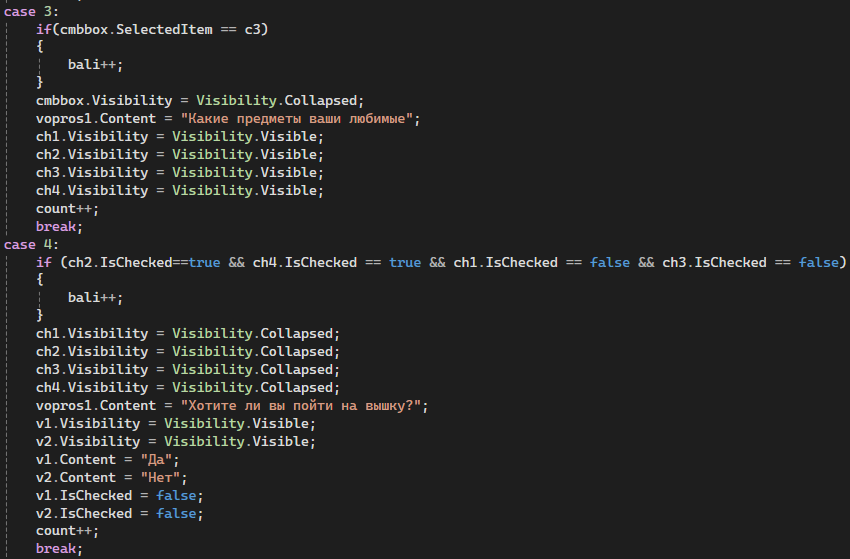 case 3:
if(cmbbox.SelectedItem == c3)
{
bali++;
}
cmbbox.Visibility = Visibility.Collapsed;
vopros1.Content = "Какие предметы ваши любимые";
ch1.Visibility = Visibility.Visible;
ch2.Visibility = Visibility.Visible;
ch3.Visibility = Visibility.Visible;
ch4.Visibility = Visibility.Visible;
count++;
break;
case 4:
if (ch2.IsChecked==true && ch4.IsChecked == true && ch1.IsChecked == false && ch3.IsChecked == false)
{
bali++;
}
ch1.Visibility = Visibility.Collapsed;
ch2.Visibility = Visibility.Collapsed;
ch3.Visibility = Visibility.Collapsed;
ch4.Visibility = Visibility.Collapsed;
vopros1.Content = "Хотите ли вы пойти на вышку?";
v1.Visibility = Visibility.Visible;
v2.Visibility = Visibility.Visible;
v1.Content = "Да";
v2.Content = "Нет";
v1.IsChecked = false;
v2.IsChecked = false;
count++;
break;